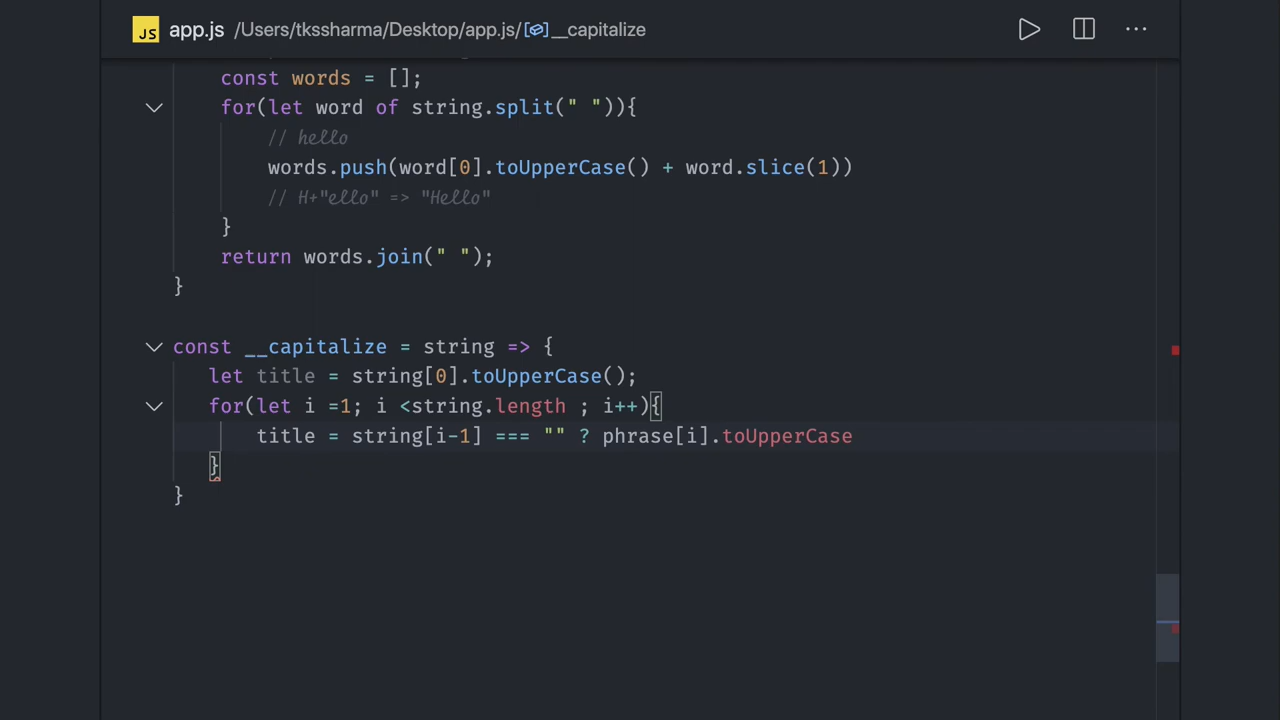 JS app.js /Users/tkssharma/Desktop/app.js/__capitalize
const words = [];
for(let word of string.split(" ")){
// hello
words.push(word[0].toUpperCase() + word.slice(1))
// H+"ello" => "Hello"
}
return words.join(" ");
}
const __capitalize = string => {
let title = string[0].toUpperCase();
for(let i =1; i <string.length ; i++){
title = string[i-1] === "" ? phrase[i].toUpperCase
}
}